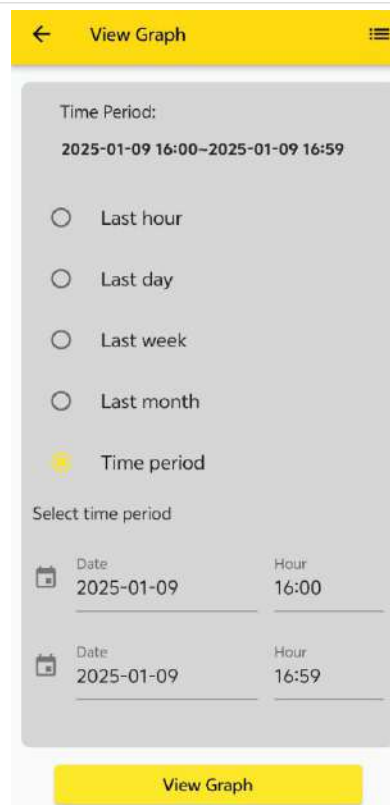 View Graph
Time Period:
2025-01-09 16:00~2025-01-09 16:59
Last hour
Last day
Last week
Last month
Time period
Select time period
Date Hour
2025-01-09 16:00
Date Hour
2025-01-09 16:59
View Graph